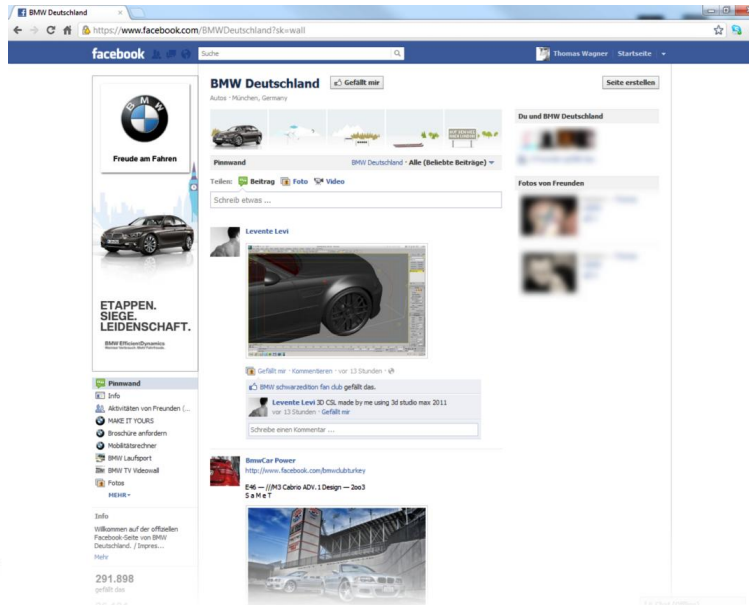 BMW Deutschland
https://www.facebook.com/BMWDeutschland?sk=wall
facebook
Suche
Thomas Wagner
Startseite
BMW
Freude am Fahren
ETAPPEN.
SIEGE.
LEIDENSCHAFT.
BMW EfficientDynamics
Pinnwand
Info
Aktivitäten von Freunden (...
MAKE IT YOURS
Broschüre anfordern
Mobilitätsrechner
BMW Laufsport
BMW TV Videowall
Fotos
MEHR
Info
Willkommen auf der offiziellen
Facebook-Seite von BMW
Deutschland. / Impres...
Mehr
291.898
gefällt das
BMW Deutschland
Gefällt mir
Autos · München, Germany
Pinnwand
BMW Deutschland · Alle (Beliebte Beiträge)
Teilen: Beitrag Foto Video
Schreib etwas ...
Levente Levi
Gefällt mir · Kommentieren · vor 13 Stunden ·
BMW schwarzedition fan club gefällt das.
Levente Levi 3D CSL made by me using 3d studio max 2011
vor 13 Stunden · Gefällt mir
Schreibe einen Kommentar ...
BmwCar Power
http://www.facebook.com/bmwclubturkey
E46 — ///M3 Cabrio ADV.1 Design — 2oo3
S a M e T
Seite erstellen
Du und BMW Deutschland
Fotos von Freunden